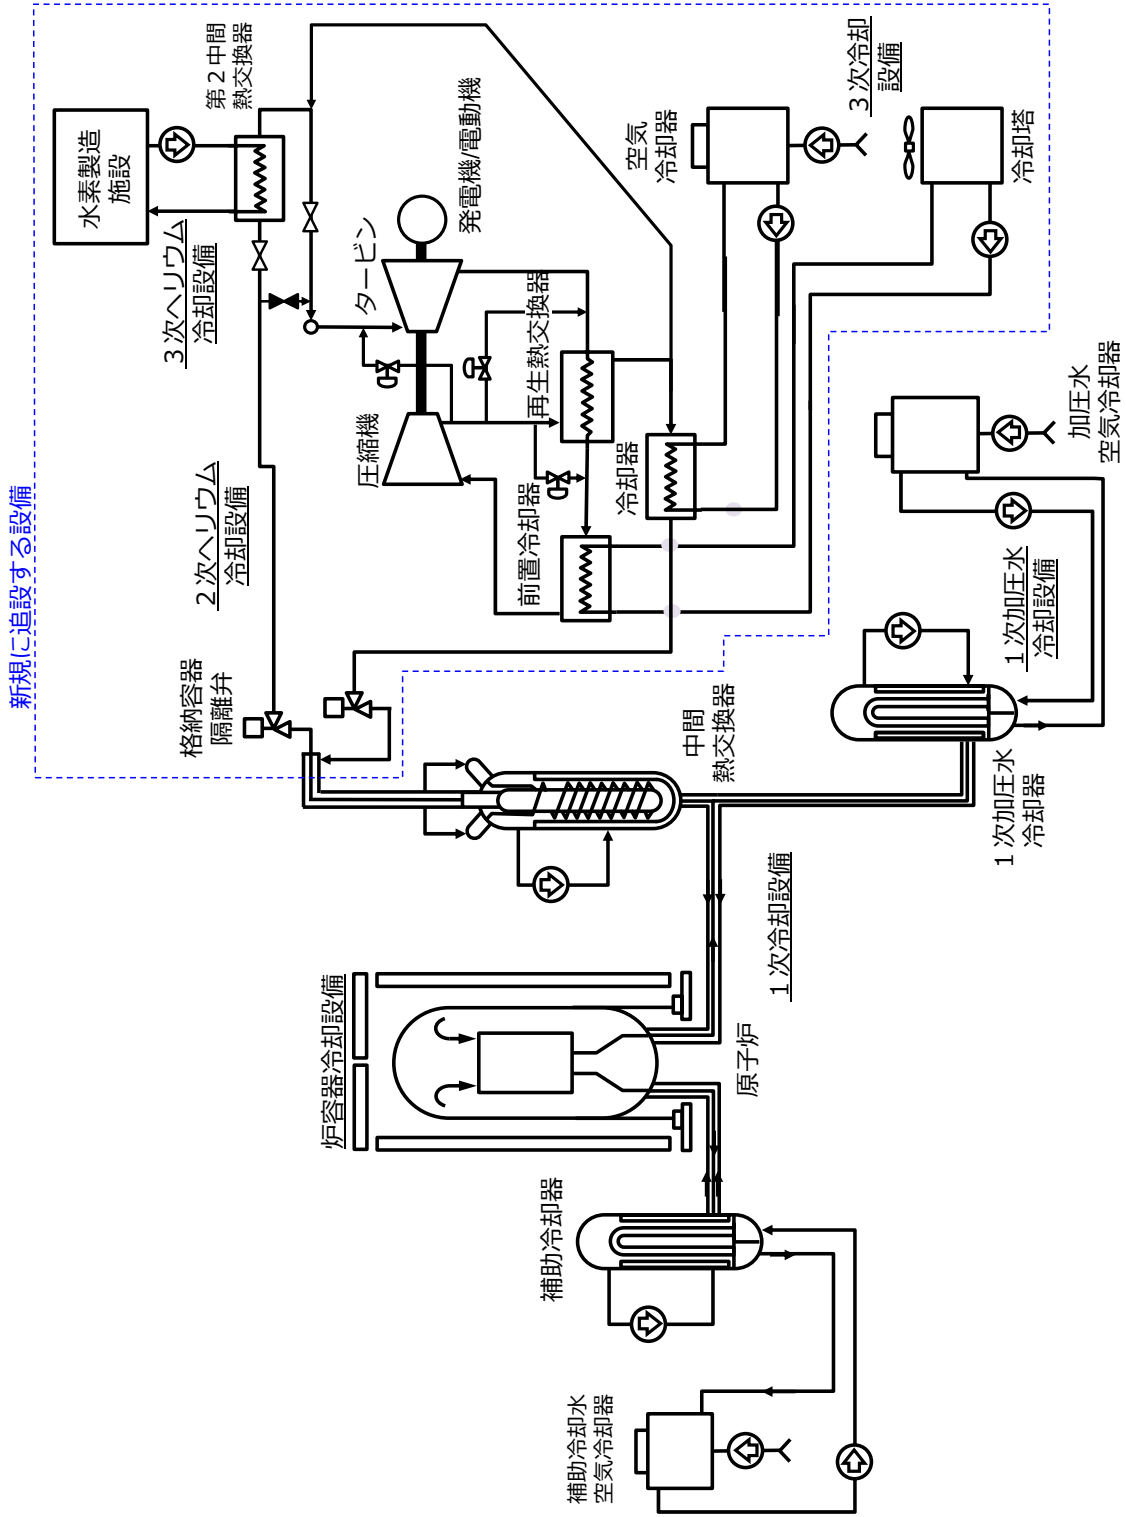 新規に追設する設備
水素製造
施設
第２中間
熱交換器
３次ヘリウム
冷却設備
タービン
発電機/電動機
圧縮機
再生熱交換器
前置冷却器
冷却器
空気
冷却器
３次冷却
設備
冷却塔
２次ヘリウム
冷却設備
格納容器
隔離弁
中間
熱交換器
加圧水
空気冷却器
１次加圧水
冷却設備
１次加圧水
冷却器
１次冷却設備
炉容器冷却設備
原子炉
補助冷却器
補助冷却水
空気冷却器